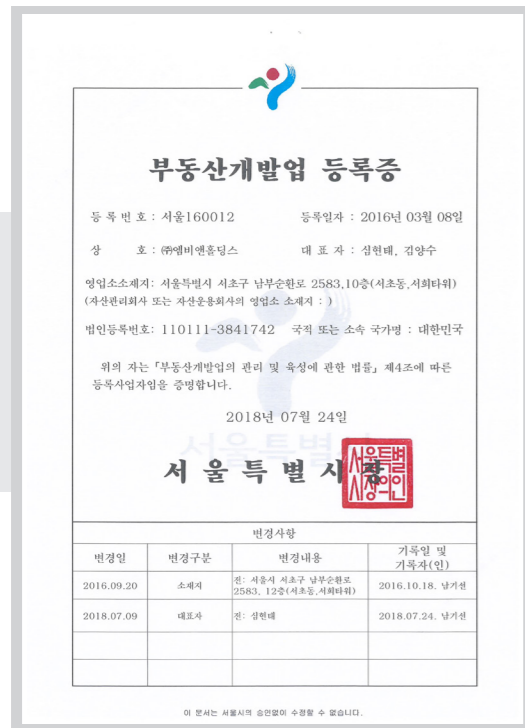 부동산개발업 등록증
등 록 번 호 : 서울160012 등록일자 : 2016년 03월 08일
상 호 : ㈜엠비앤홀딩스 대 표 자 : 심현태, 김양수
영업소소재지: 서울특별시 서초구 남부순환로 2583,10층(서초동,서희타워)
(자산관리회사 또는 자산운용회사의 영업소 소재지 : )
법인등록번호: 110111-3841742 국적 또는 소속 국가명 : 대한민국
위의 자는 「부동산개발업의 관리 및 육성에 관한 법률」 제4조에 따른
등록사업자임을 증명합니다.
2018년 07월 24일
서울특별시
서 울 특 별 시 장
서울특별
시장의인
변경사항
변경일 변경구분 변경내용 기록일 및
기록자(인)
2016.09.20 소재지 전: 서울시 서초구 남부순환로
2583, 12층(서초동,서희타워) 2016.10.18. 남기선
2018.07.09 대표자 전: 심현태 2018.07.24. 남기선
이 문서는 서울시의 승인없이 수정할 수 없습니다.